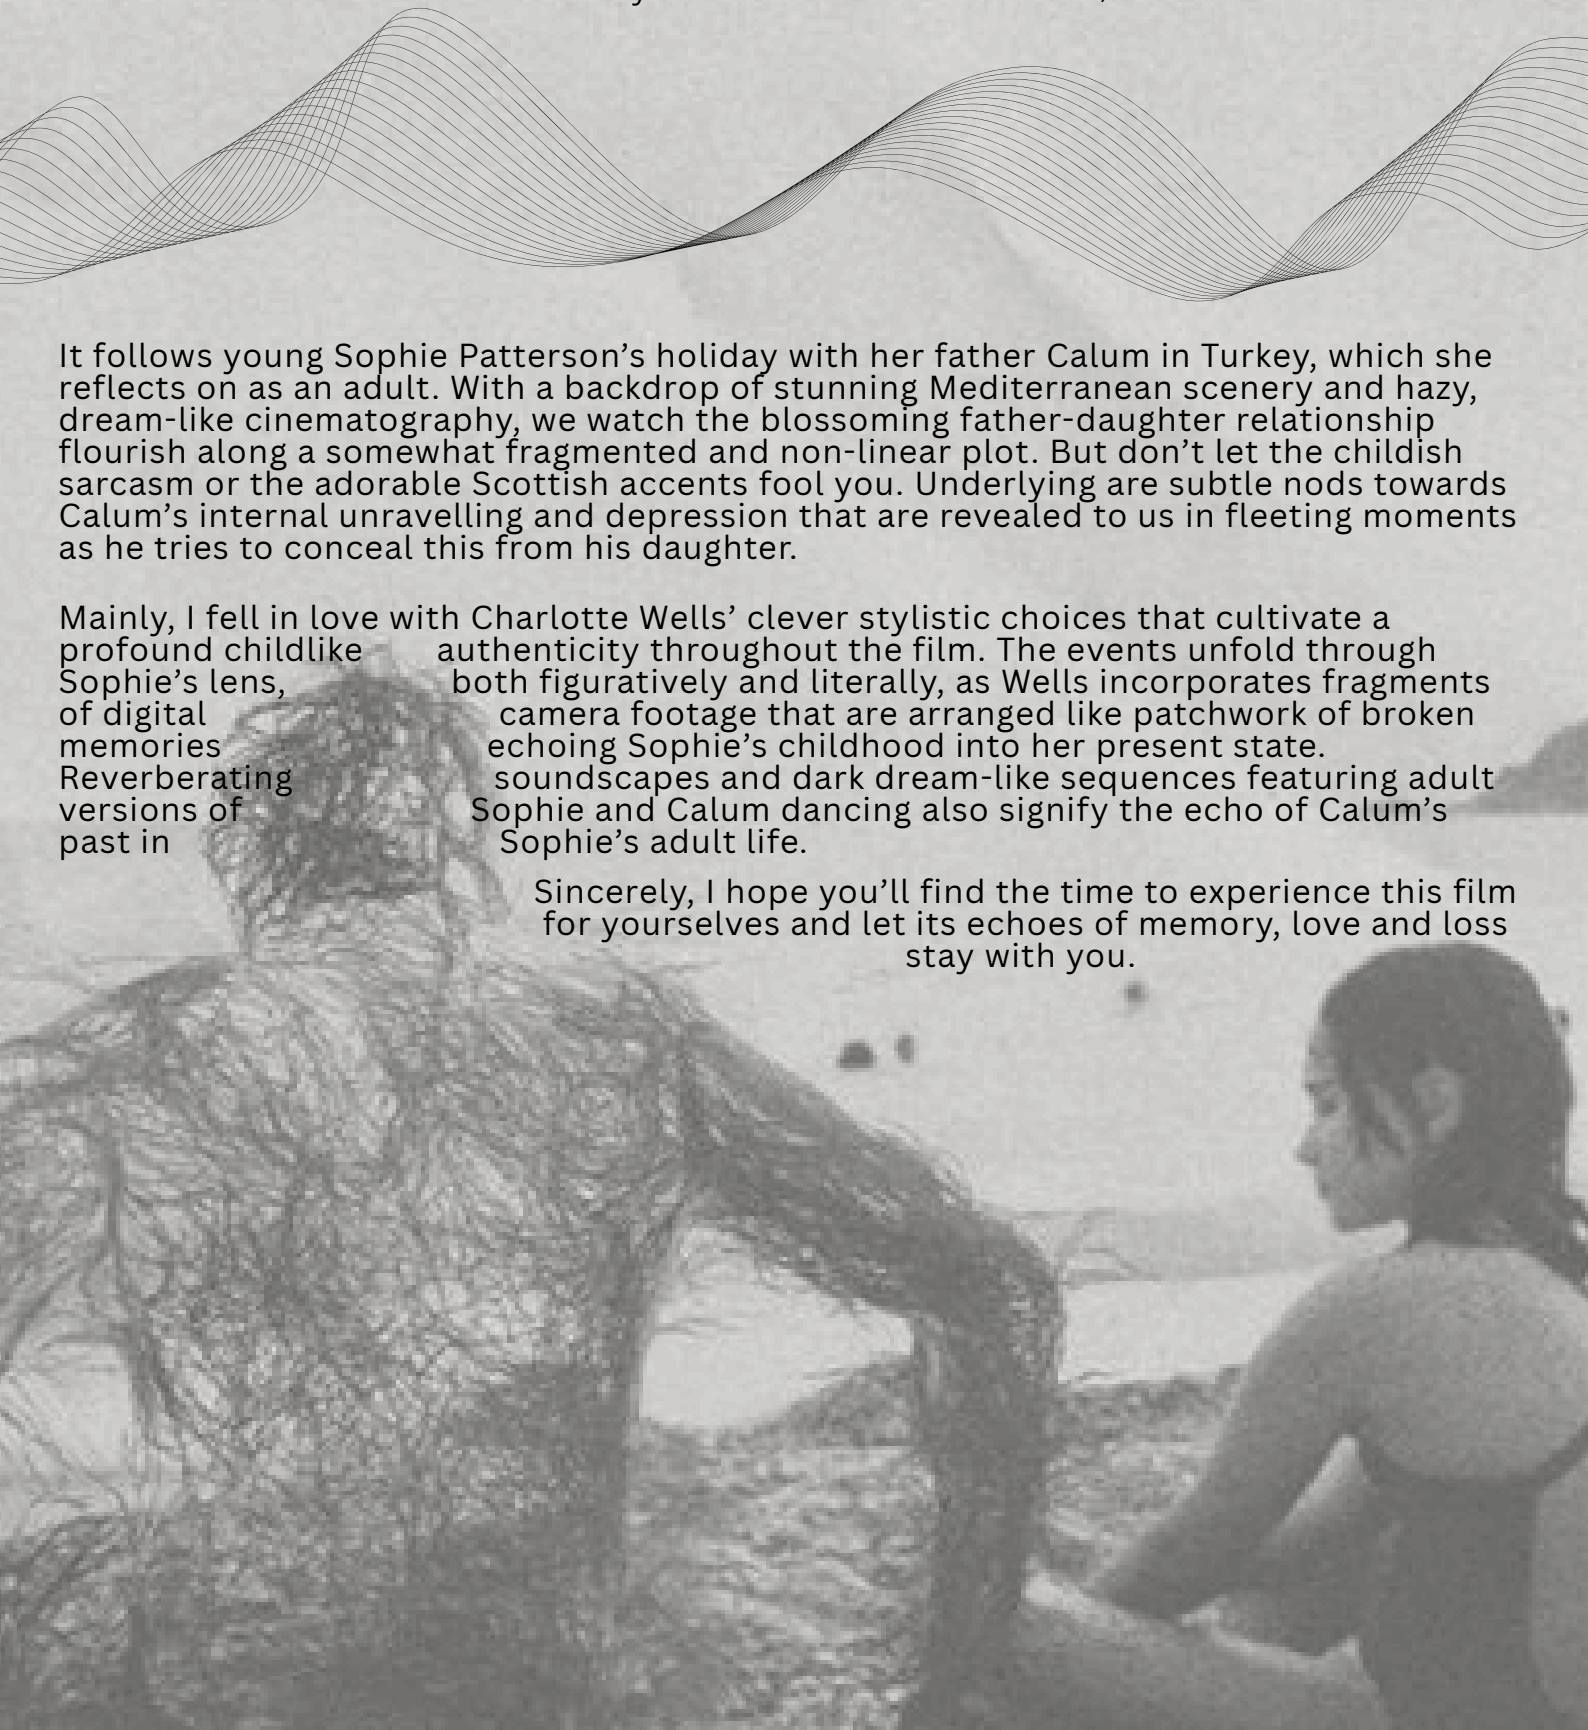 It follows young Sophie Patterson’s holiday with her father Calum in Turkey, which she
reflects on as an adult. With a backdrop of stunning Mediterranean scenery and hazy,
dream-like cinematography, we watch the blossoming father-daughter relationship
flourish along a somewhat fragmented and non-linear plot. But don’t let the childish
sarcasm or the adorable Scottish accents fool you. Underlying are subtle nods towards
Calum’s internal unravelling and depression that are revealed to us in fleeting moments
as he tries to conceal this from his daughter.
Mainly, I fell in love with Charlotte Wells’ clever stylistic choices that cultivate a
profound childlike authenticity throughout the film. The events unfold through
Sophie’s lens, both figuratively and literally, as Wells incorporates fragments
of digital camera footage that are arranged like patchwork of broken
memories echoing Sophie’s childhood into her present state.
Reverberating soundscapes and dark dream-like sequences featuring adult
versions of Sophie and Calum dancing also signify the echo of Calum’s
past in Sophie’s adult life.
Sincerely, I hope you’ll find the time to experience this film
for yourselves and let its echoes of memory, love and loss
stay with you.